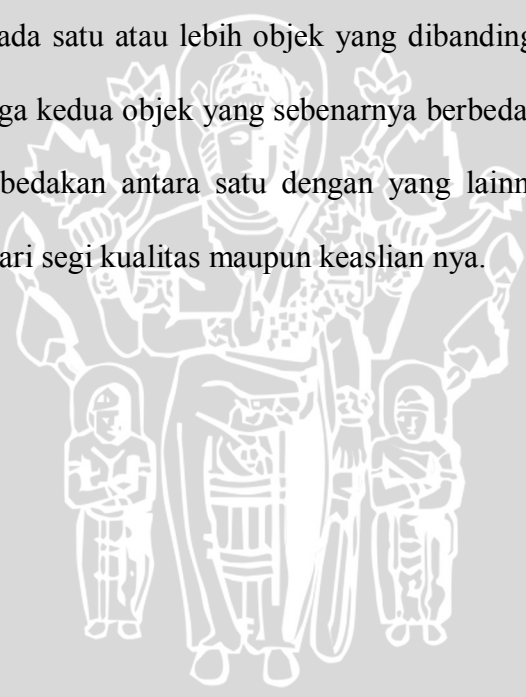 ada satu atau lebih objek yang dibanding
ga kedua objek yang sebenarnya berbeda
bedakan antara satu dengan yang lainn
ari segi kualitas maupun keaslian nya.